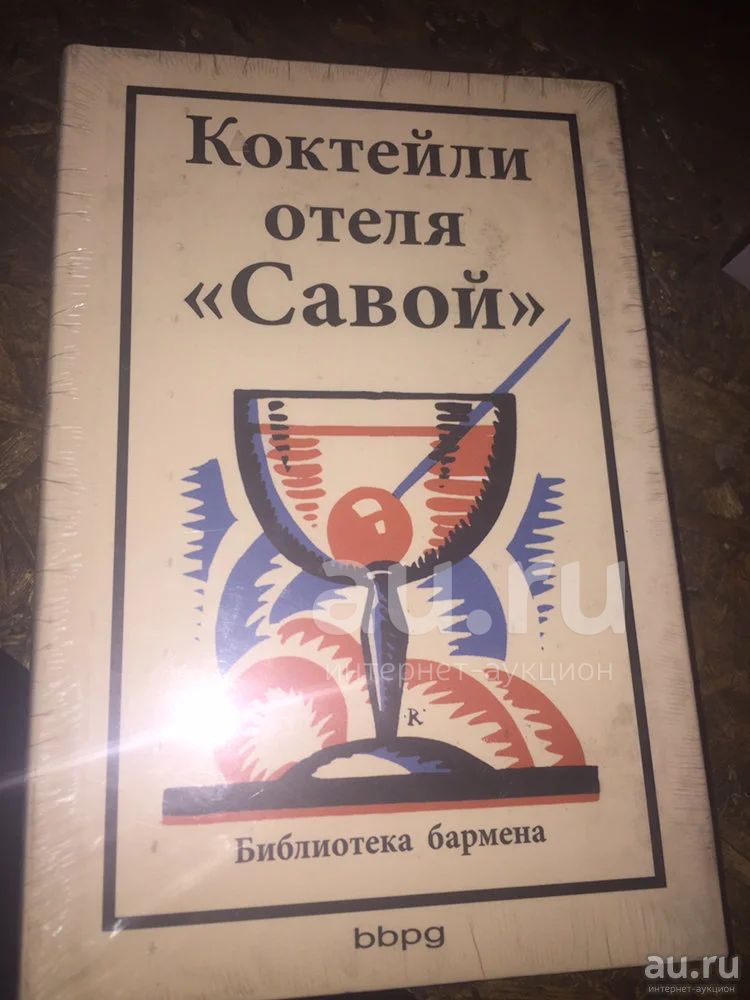 Коктейли
отеля
«Савой»
au.ru
интернет-аукцион
R
Библиотека бармена
bbpg
au.ru
интернет-аукцион